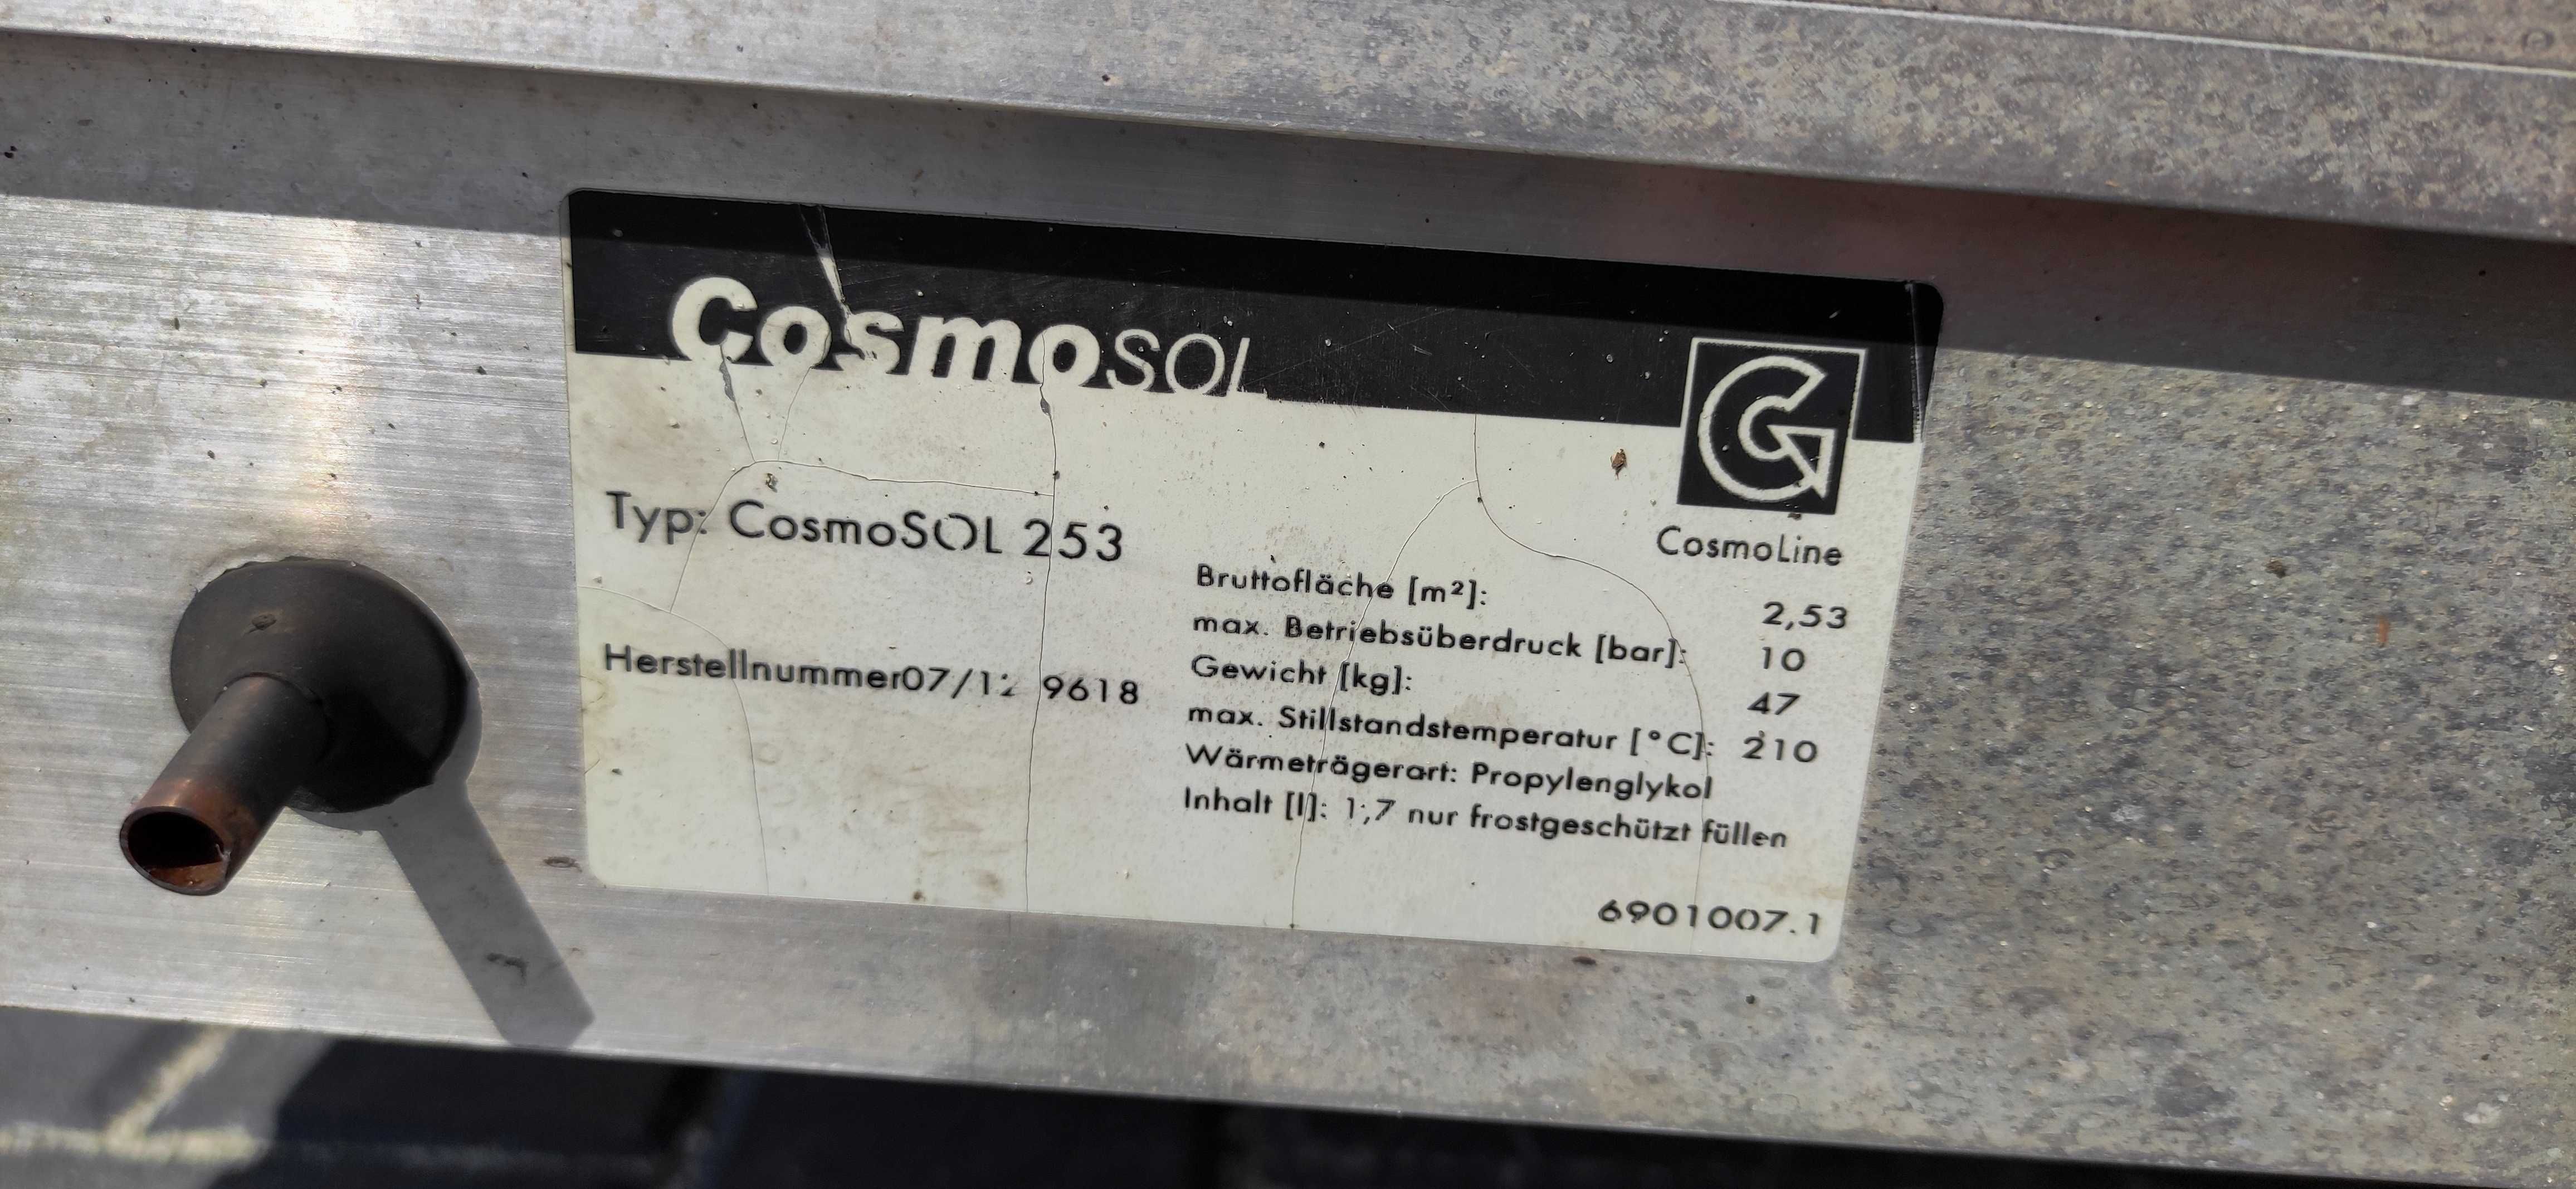 CosmoSOL
CosmoLine
Typ: CosmoSOL 253
Herstellnummer07/12 9618
Bruttofläche [m²]: 2,53
max. Betriebsüberdruck [bar]: 10
Gewicht [kg]: 47
max. Stillstandstemperatur [°C]: 210
Wärmeträgerart: Propylenglykol
Inhalt [l]: 1,7 nur frostgeschützt füllen
6901007.1